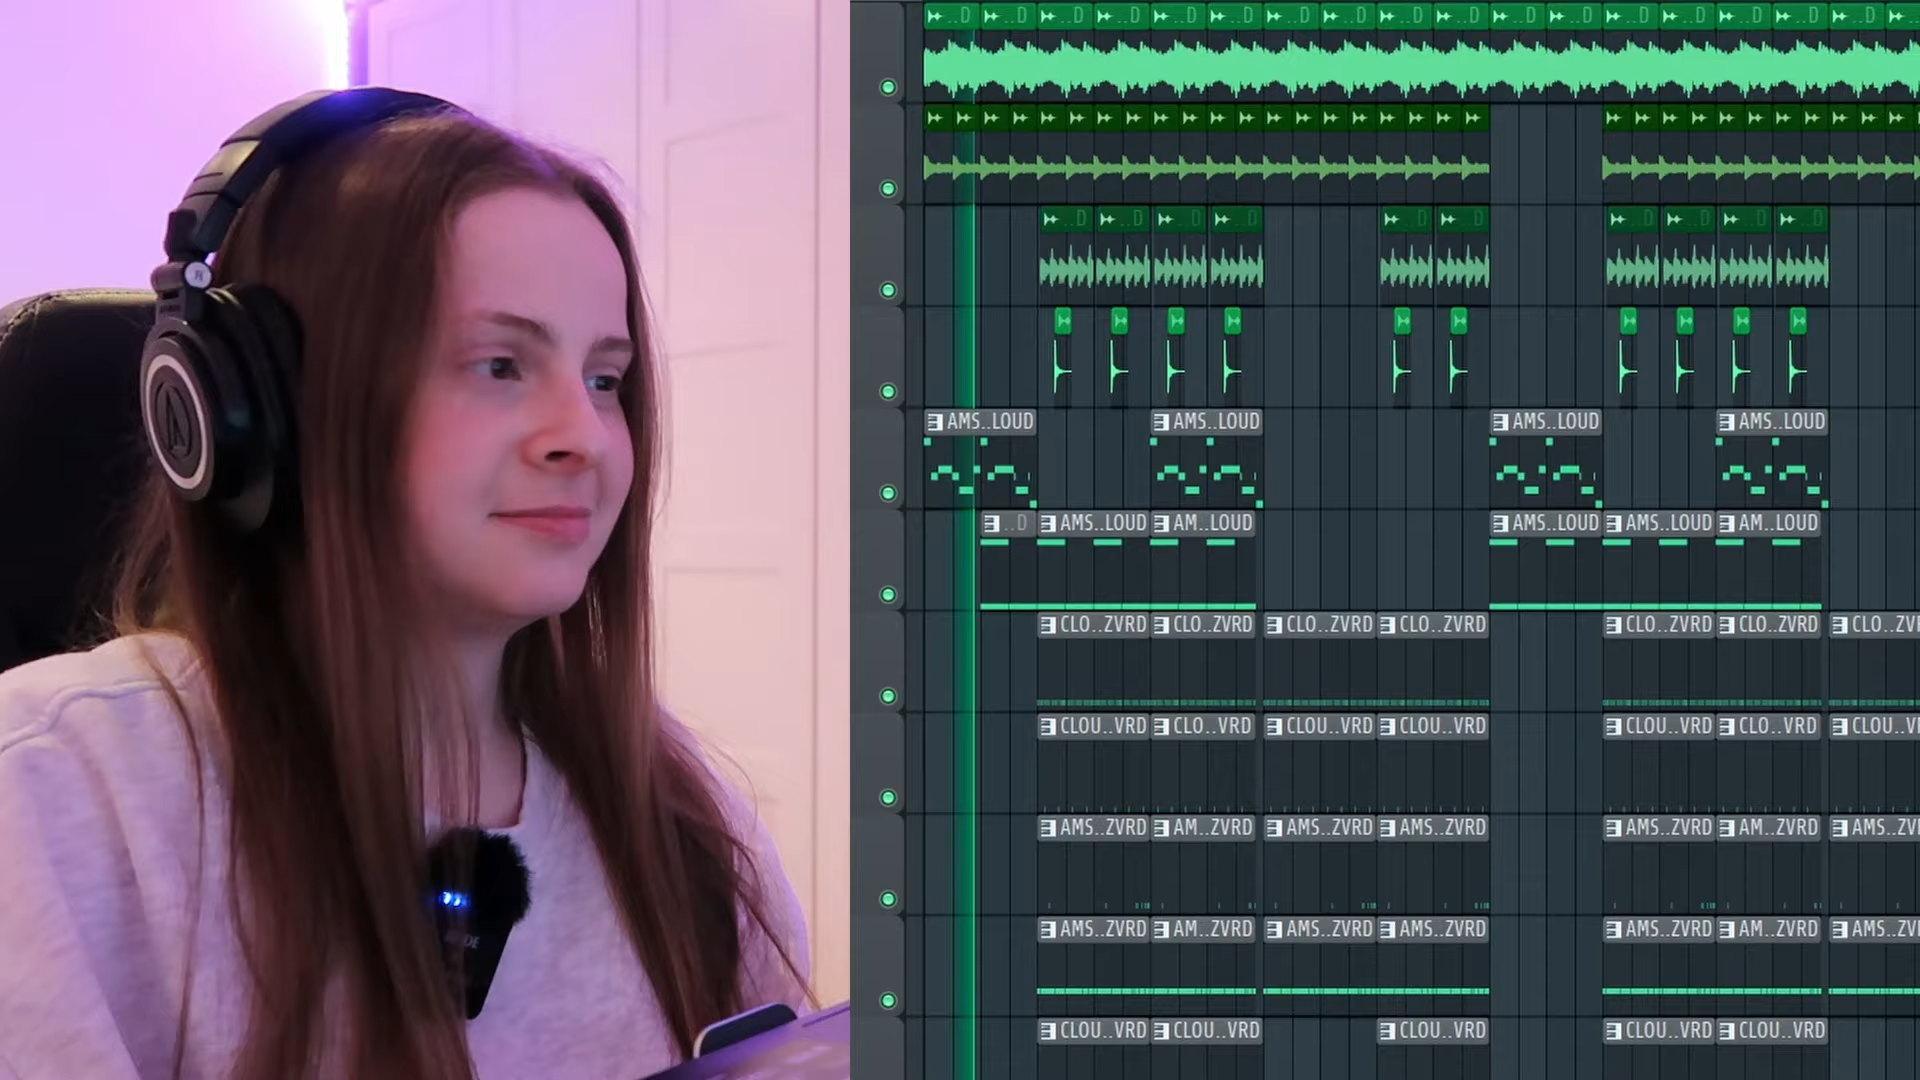 D D D D D D D D D D D D D D D D D D
D D D D D D D D D D
AMS..LOUD AMS..LOUD AMS..LOUD AMS..LOUD
..D AMS..LOUD AM..LOUD AMS..LOUD AMS..LOUD AM..LOUD
CLO..ZVRD CLO..ZVRD CLO..ZVRD CLO..ZVRD CLO..ZVRD CLO..ZVRD
CLOU..VRD CLO..VRD CLOU..VRD CLOU..VRD CLOU..VRD CLO..VRD
AMS..ZVRD AM..ZVRD AMS..ZVRD AMS..ZVRD AMS..ZVRD AM..ZVRD
AMS..ZVRD AM..ZVRD AMS..ZVRD AMS..ZVRD AMS..ZVRD AM..ZVRD
CLOU..VRD CLOU..VRD CLOU..VRD CLOU..VRD CLOU..VRD
R